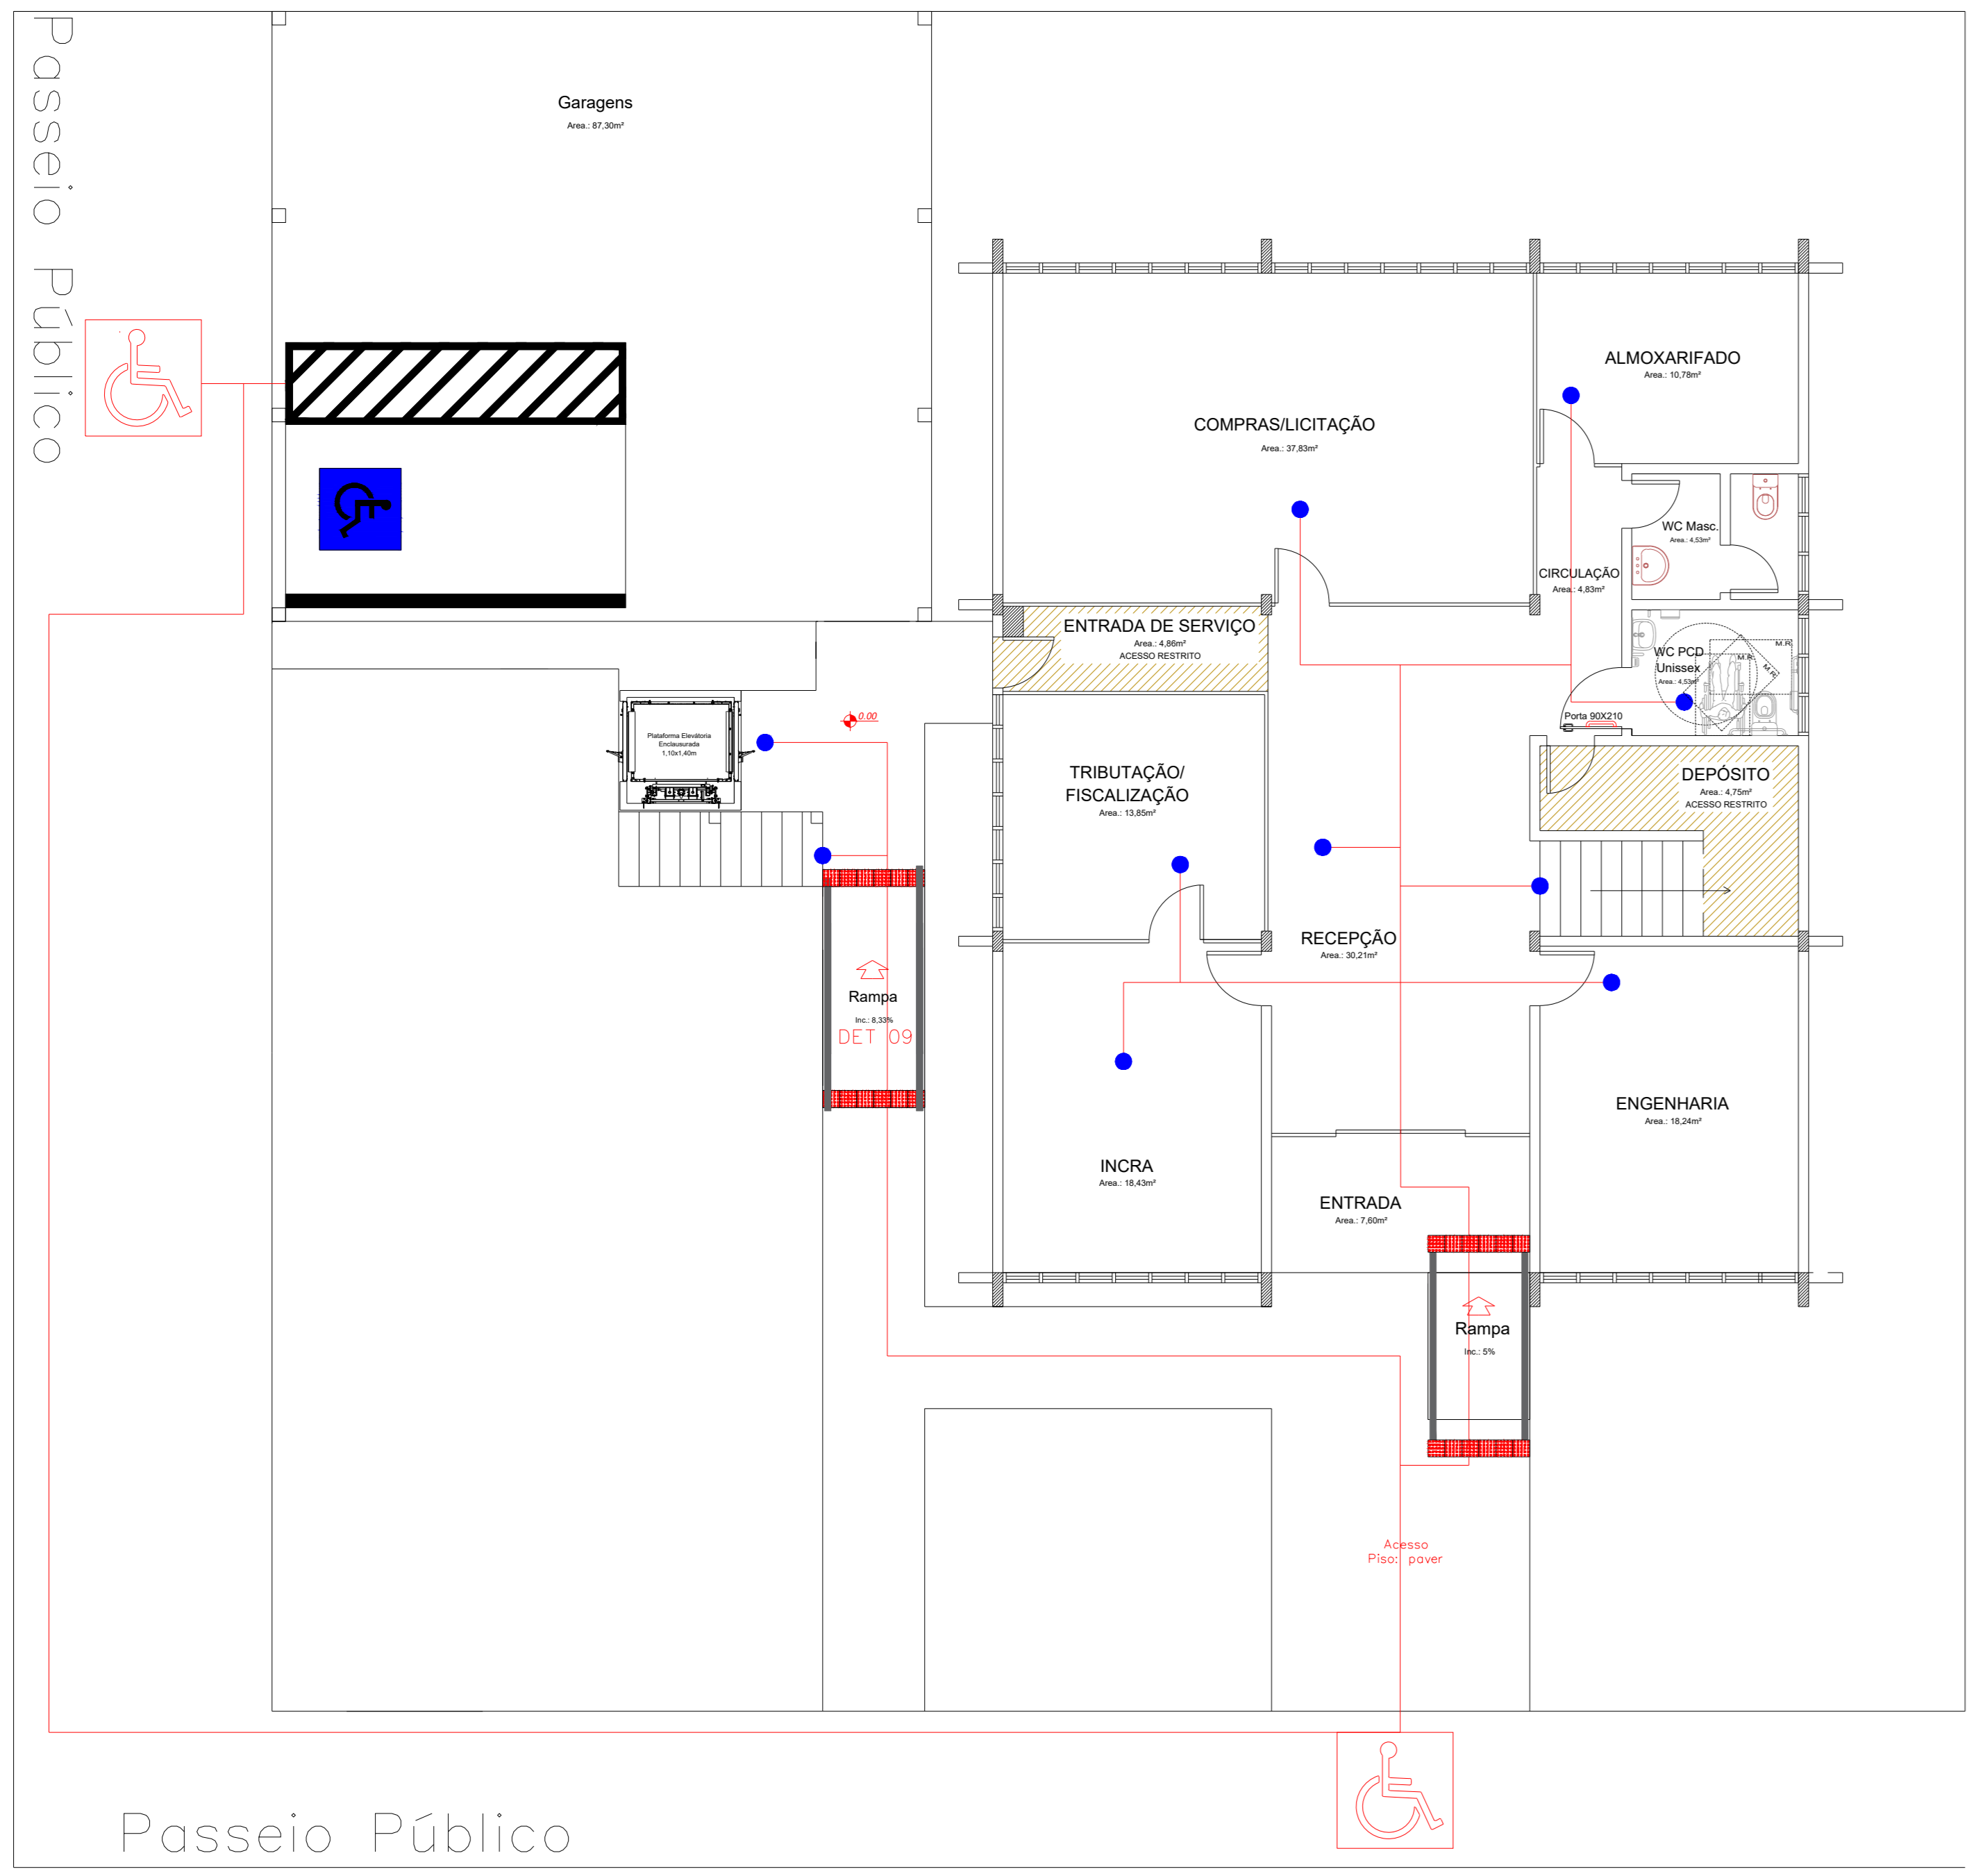 Passeio Público
Garagens
Area.: 87,30m²
COMPRAS/LICITAÇÃO
Area.: 37,83m²
ALMOXARIFADO
Area.: 10,78m²
WC Masc.
Area.: 4,53m²
CIRCULAÇÃO
Area.: 4,83m²
ENTRADA DE SERVIÇO
Area.: 4,86m²
ACESSO RESTRITO
WC PCD
Unissex
Area.: 4,53m²
M.R.
M.R.
M.R.
Porta 90X210
0.00
Plataforma Elevátoria
Enclausurada
1,10x1,40m
TRIBUTAÇÃO/
FISCALIZAÇÃO
Area.: 13,85m²
DEPÓSITO
Area.: 4,75m²
ACESSO RESTRITO
RECEPÇÃO
Area.: 30,21m²
Rampa
Inc.: 8,33%
DET 09
ENGENHARIA
Area.: 18,24m²
INCRA
Area.: 18,43m²
ENTRADA
Area.: 7,60m²
Rampa
Inc.: 5%
Acesso
Piso: paver
Passeio Público